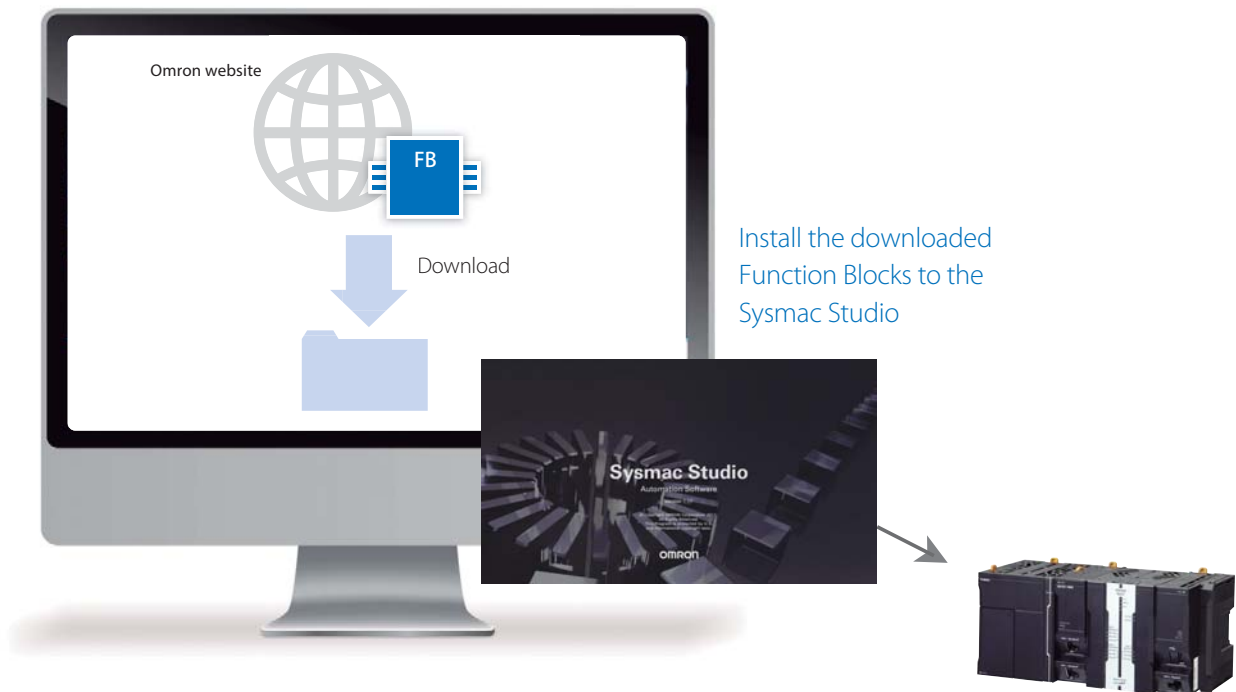 Omron website
FB
Download
Install the downloaded
Function Blocks to the
Sysmac Studio
Sysmac Studio
Automation Software
OMRON